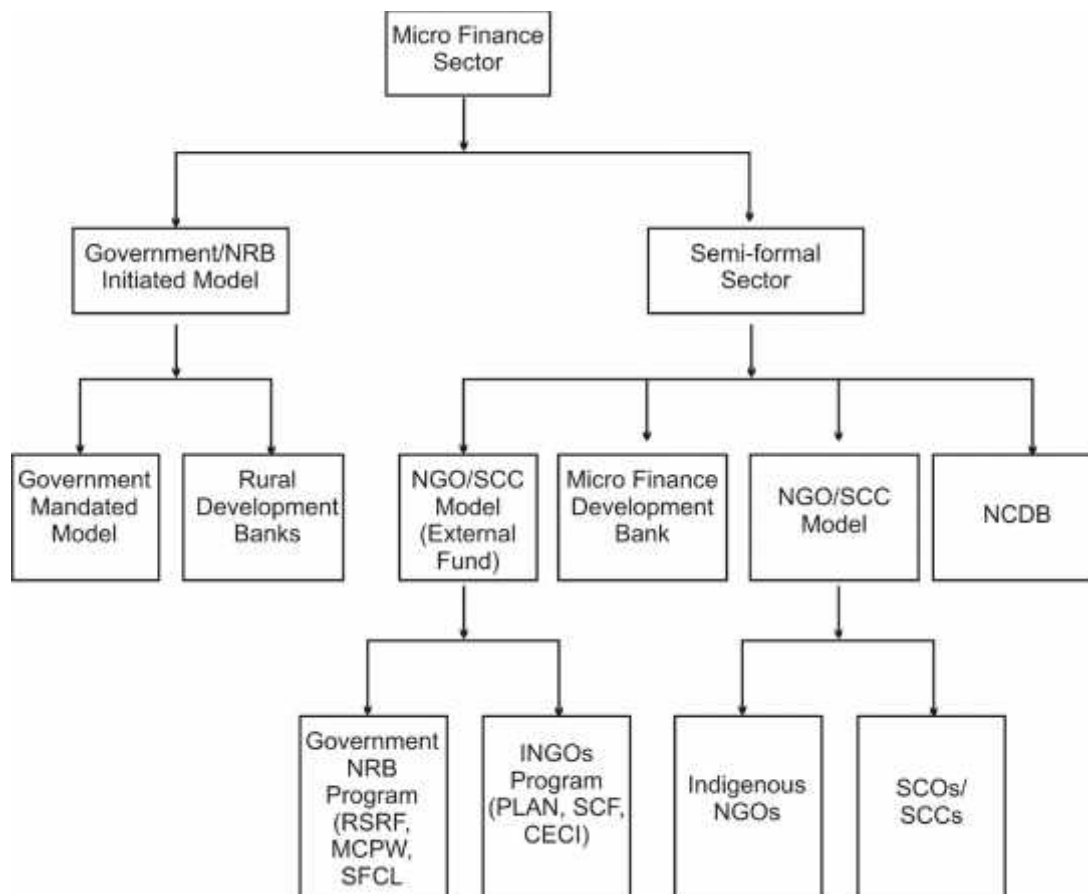 Micro Finance
Sector
Government/NRB
Initiated Model
Semi-formal
Sector
Government
Mandated
Model
Rural
Development
Banks
NGO/SCC
Model
(External
Fund)
Micro Finance
Development
Bank
NGO/SCC
Model
NCDB
Government
NRB
Program
(RSRF,
MCPW,
SFCL
INGOs
Program
(PLAN, SCF,
CECI)
Indigenous
NGOs
SCOs/
SCCs